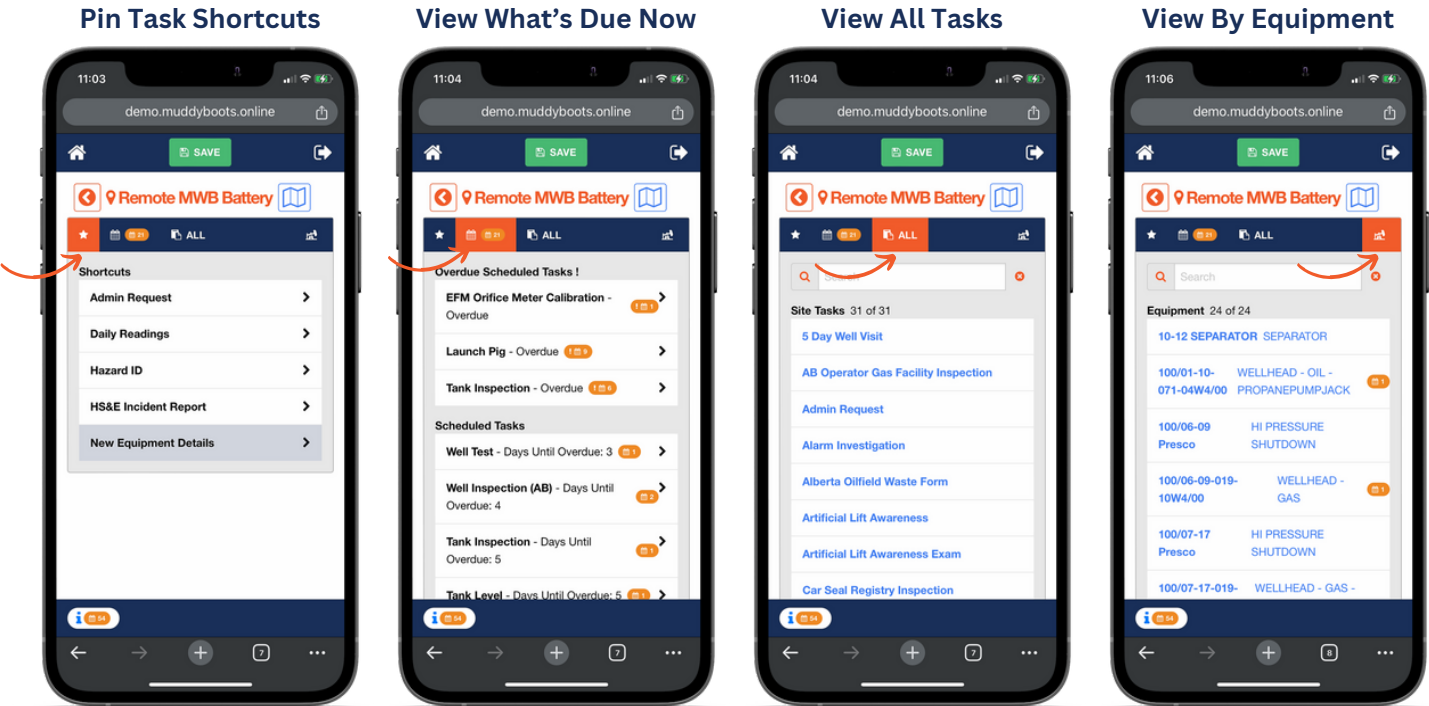 Pin Task Shortcuts
11:03
demo.muddyboots.online
SAVE
Remote MWB Battery
21
ALL
Shortcuts
Admin Request
Daily Readings
Hazard ID
HS&E Incident Report
New Equipment Details
i 54
7
View What's Due Now
11:04
demo.muddyboots.online
SAVE
Remote MWB Battery
21
ALL
Overdue Scheduled Tasks !
EFM Orifice Meter Calibration -
Overdue ! 1
Launch Pig - Overdue ! 9
Tank Inspection - Overdue ! 6
Scheduled Tasks
Well Test - Days Until Overdue: 3 1
Well Inspection (AB) - Days Until
Overdue: 4 2
Tank Inspection - Days Until
Overdue: 5 1
Tank Level - Days Until Overdue: 5 1
i 54
7
View All Tasks
11:04
demo.muddyboots.online
SAVE
Remote MWB Battery
21
ALL
Search
Site Tasks 31 of 31
5 Day Well Visit
AB Operator Gas Facility Inspection
Admin Request
Alarm Investigation
Alberta Oilfield Waste Form
Artificial Lift Awareness
Artificial Lift Awareness Exam
Car Seal Registry Inspection
i 54
7
View By Equipment
11:06
demo.muddyboots.online
SAVE
Remote MWB Battery
21
ALL
Search
Equipment 24 of 24
10-12 SEPARATOR SEPARATOR
100/01-10- WELLHEAD - OIL -
071-04W4/00 PROPANEPUMPJACK 1
100/06-09 HI PRESSURE
Presco SHUTDOWN
100/06-09-019- WELLHEAD -
10W4/00 GAS 1
100/07-17 HI PRESSURE
Presco SHUTDOWN
100/07-17-019- WELLHEAD - GAS -
i 54
8